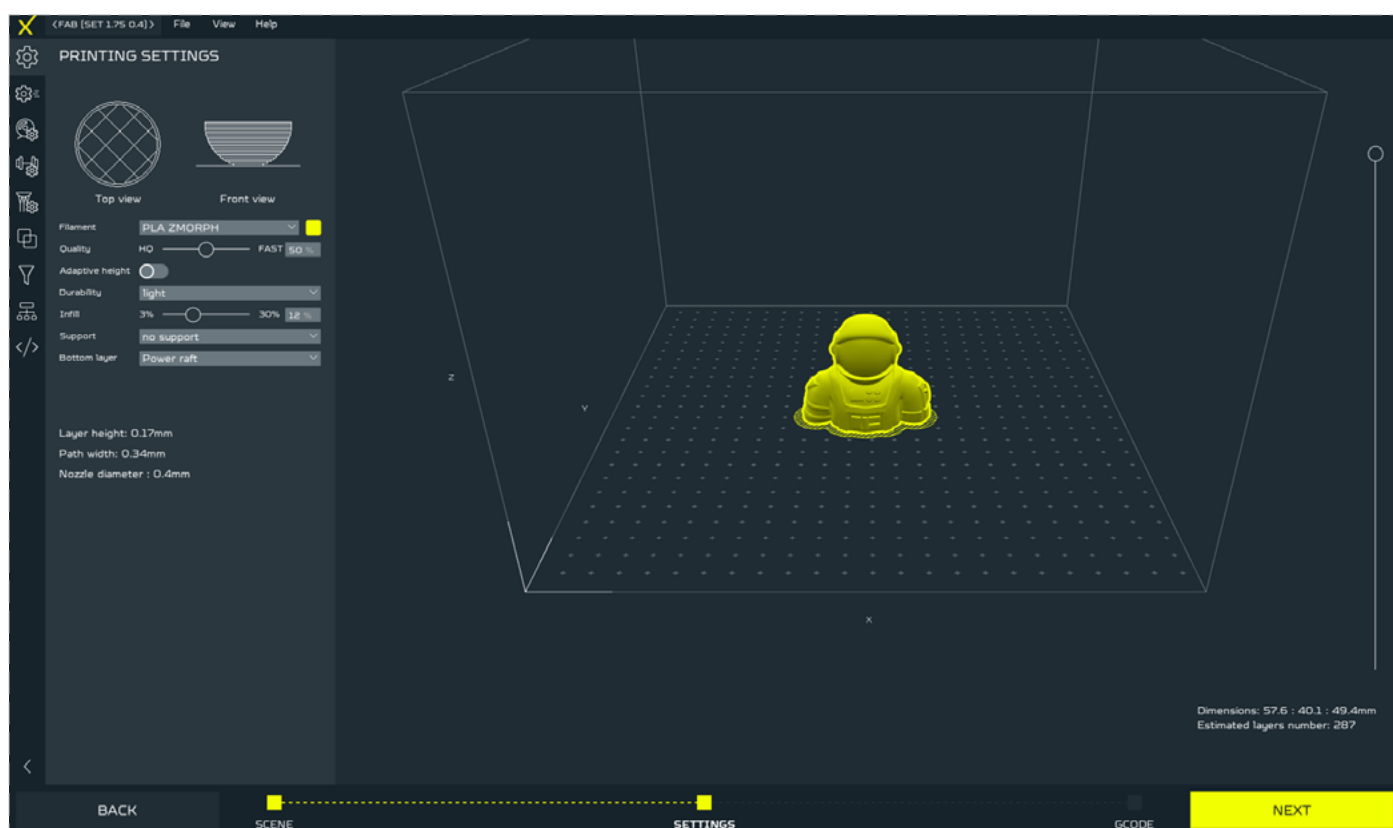 (FAB (SET 1.75 0.4)) File View Help
PRINTING SETTINGS
Top view Front view
Filament PLA ZMORPH
Quality HQ FAST 50 %
Adaptive height
Durability light
Infill 3% 30% 12 %
Support no support
Bottom layer Power raft
Layer height: 0.17mm
Path width: 0.34mm
Nozzle diameter : 0.4mm
Z
Y
X
Dimensions: 57.6 : 40.1 : 49.4mm
Estimated layers number: 287
BACK
SCENE
SETTINGS
GCODE
NEXT